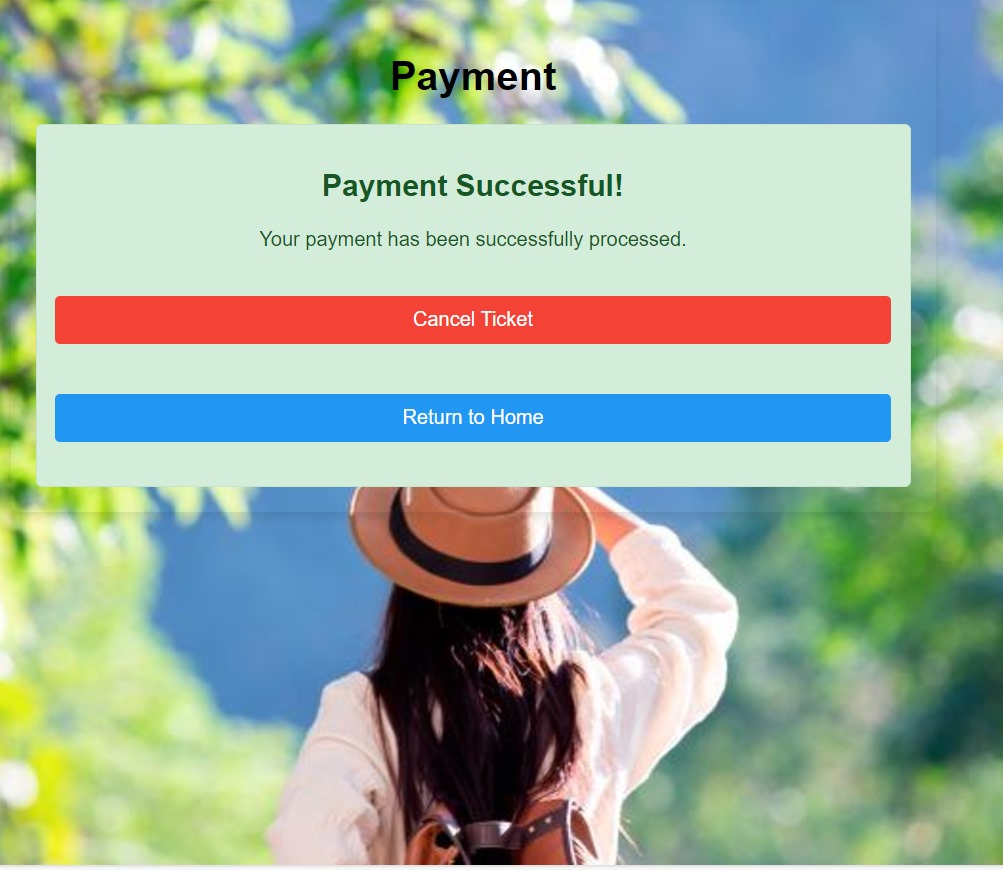 Payment
Payment Successful!
Your payment has been successfully processed.
Cancel Ticket
Return to Home